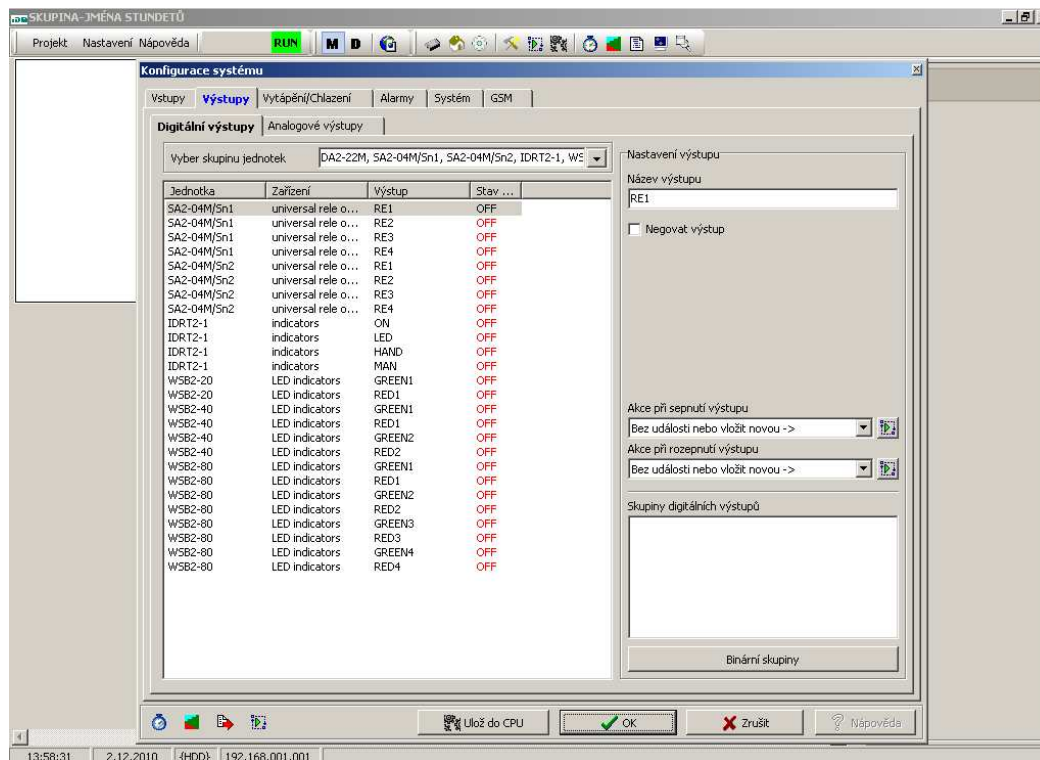 SKUPINA-JMÉNA STUNDETŮ
Projekt Nastavení Nápověda RUN M D
Konfigurace systému
Vstupy Výstupy Vytápění/Chlazení Alarmy Systém GSM
Digitální výstupy Analogové výstupy
Vyber skupinu jednotek DA2-22M, SA2-04M/Sn1, SA2-04M/Sn2, IDRT2-1, WS
Jednotka Zařízení Výstup Stav ...
SA2-04M/Sn1 universal rele o... RE1 OFF
SA2-04M/Sn1 universal rele o... RE2 OFF
SA2-04M/Sn1 universal rele o... RE3 OFF
SA2-04M/Sn1 universal rele o... RE4 OFF
SA2-04M/Sn2 universal rele o... RE1 OFF
SA2-04M/Sn2 universal rele o... RE2 OFF
SA2-04M/Sn2 universal rele o... RE3 OFF
SA2-04M/Sn2 universal rele o... RE4 OFF
IDRT2-1 indicators ON OFF
IDRT2-1 indicators LED OFF
IDRT2-1 indicators HAND OFF
IDRT2-1 indicators MAN OFF
WSB2-20 LED indicators GREEN1 OFF
WSB2-20 LED indicators RED1 OFF
WSB2-40 LED indicators GREEN1 OFF
WSB2-40 LED indicators RED1 OFF
WSB2-40 LED indicators GREEN2 OFF
WSB2-40 LED indicators RED2 OFF
WSB2-80 LED indicators GREEN1 OFF
WSB2-80 LED indicators RED1 OFF
WSB2-80 LED indicators GREEN2 OFF
WSB2-80 LED indicators RED2 OFF
WSB2-80 LED indicators GREEN3 OFF
WSB2-80 LED indicators RED3 OFF
WSB2-80 LED indicators GREEN4 OFF
WSB2-80 LED indicators RED4 OFF
Nastavení výstupu
Název výstupu
RE1
Negovat výstup
Akce při sepnutí výstupu
Bez události nebo vložit novou ->
Akce při rozepnutí výstupu
Bez události nebo vložit novou ->
Skupiny digitálních výstupů
Binární skupiny
Ulož do CPU OK Zrušit Nápověda
13:58:31 2.12.2010 {HDD} 192.168.001.001